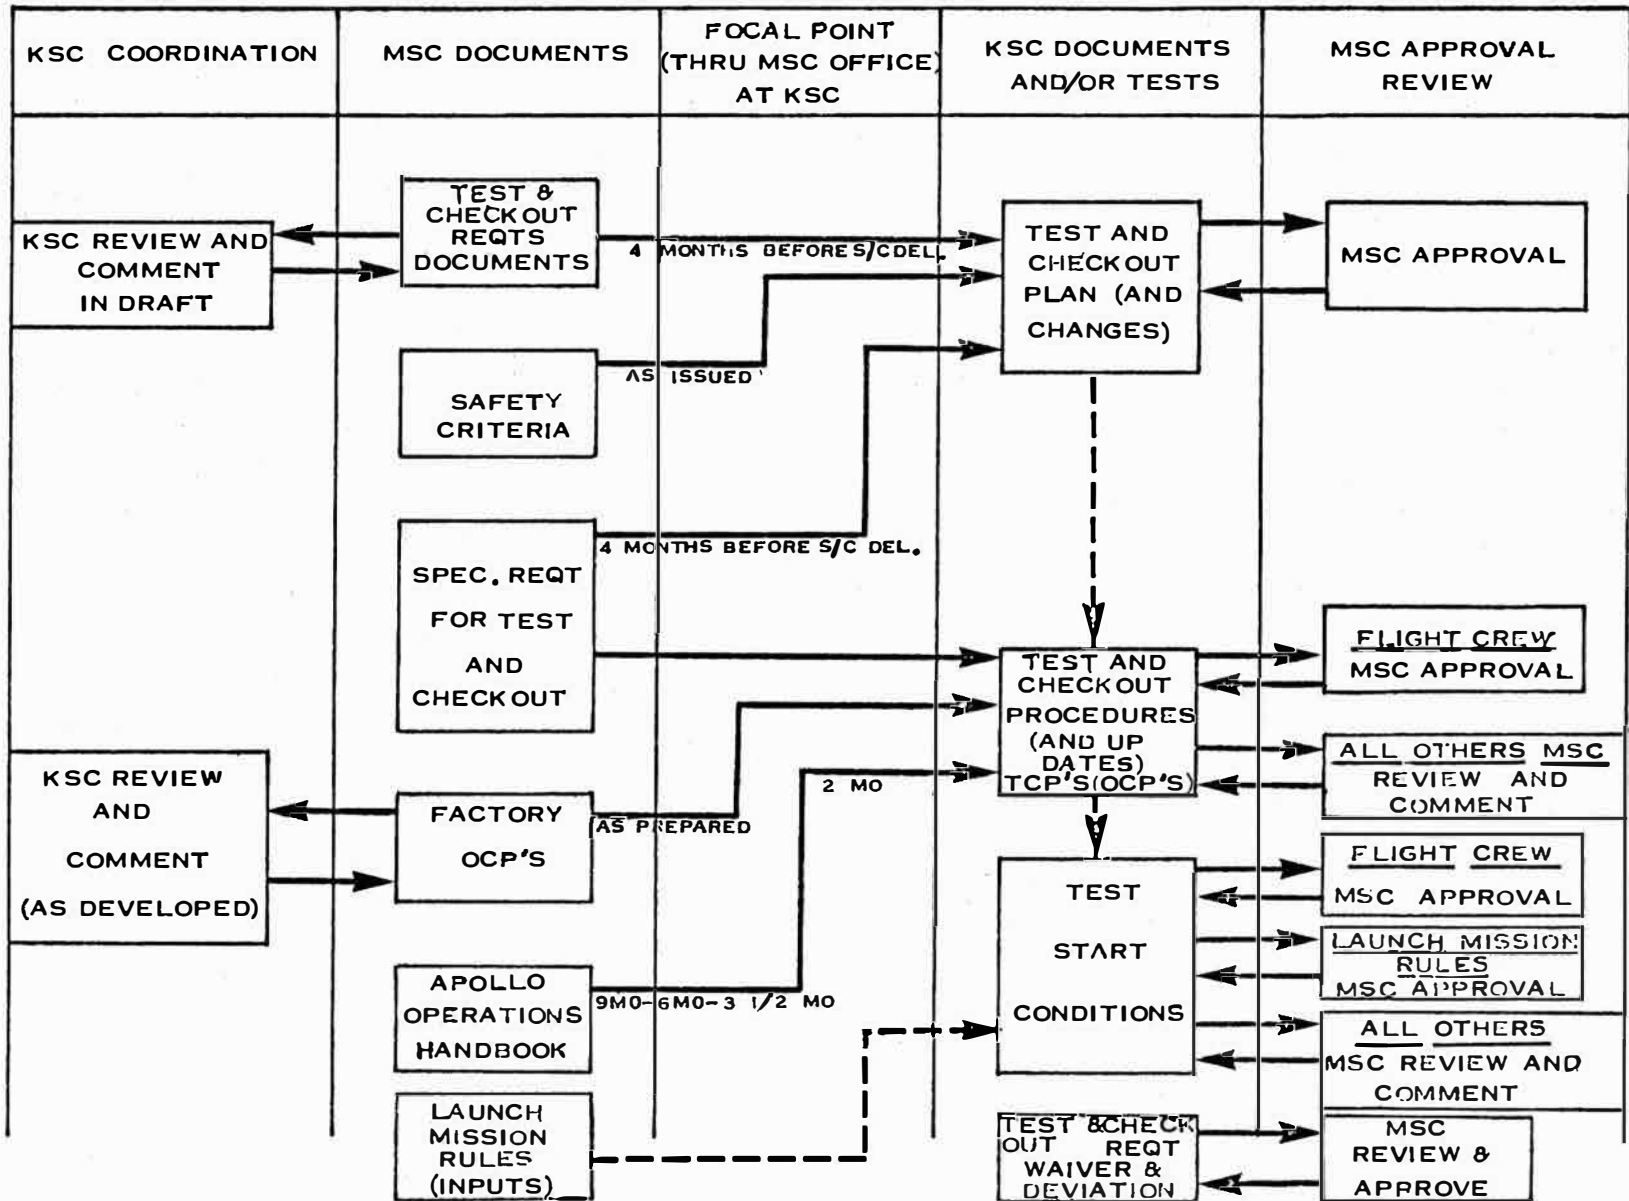 KSC COORDINATION
MSC DOCUMENTS
FOCAL POINT
(THRU MSC OFFICE)
AT KSC
KSC DOCUMENTS
AND/OR TESTS
MSC APPROVAL
REVIEW
KSC REVIEW AND
COMMENT
IN DRAFT
TEST &
CHECKOUT
REQTS
DOCUMENTS
4 MONTHS BEFORE S/C DEL.
TEST AND
CHECKOUT
PLAN (AND
CHANGES)
MSC APPROVAL
SAFETY
CRITERIA
AS ISSUED
SPEC. REQT
FOR TEST
AND
CHECKOUT
4 MONTHS BEFORE S/C DEL.
TEST AND
CHECKOUT
PROCEDURES
(AND UP
DATES)
TCP'S(OCP'S)
FLIGHT CREW
MSC APPROVAL
ALL OTHERS MSC
REVIEW AND
COMMENT
KSC REVIEW
AND
COMMENT
(AS DEVELOPED)
FACTORY
OCP'S
AS PREPARED
2 MO
APOLLO
OPERATIONS
HANDBOOK
9MO-6MO-3 1/2 MO
TEST
START
CONDITIONS
FLIGHT CREW
MSC APPROVAL
LAUNCH MISSION
RULES
MSC APPROVAL
ALL OTHERS
MSC REVIEW AND
COMMENT
LAUNCH
MISSION
RULES
(INPUTS)
TEST &CHECK
OUT REQT
WAIVER &
DEVIATION
MSC
REVIEW &
APPROVE